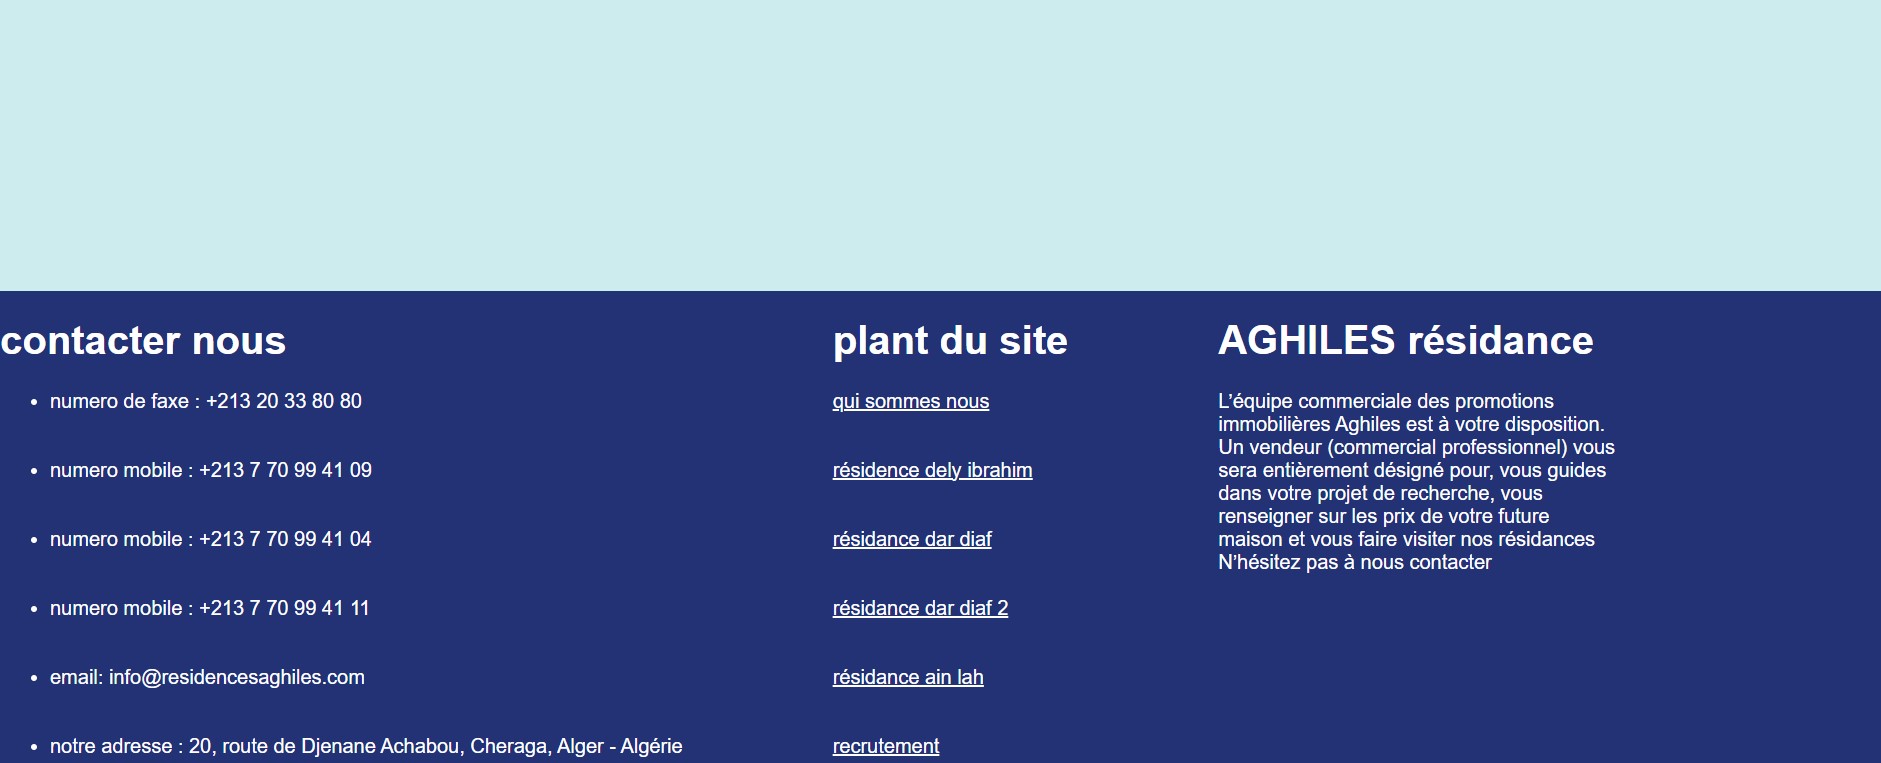 contacter nous
numero de faxe : +213 20 33 80 80
numero mobile : +213 7 70 99 41 09
numero mobile : +213 7 70 99 41 04
numero mobile : +213 7 70 99 41 11
email: info@residencesaghiles.com
notre adresse : 20, route de Djenane Achabou, Cheraga, Alger - Algérie
plant du site
qui sommes nous
résidence dely ibrahim
résidance dar diaf
résidance dar diaf 2
résidance ain lah
recrutement
AGHILES résidance
L’équipe commerciale des promotions
immobilières Aghiles est à votre disposition.
Un vendeur (commercial professionnel) vous
sera entièrement désigné pour, vous guides
dans votre projet de recherche, vous
renseigner sur les prix de votre future
maison et vous faire visiter nos résidances
N’hésitez pas à nous contacter